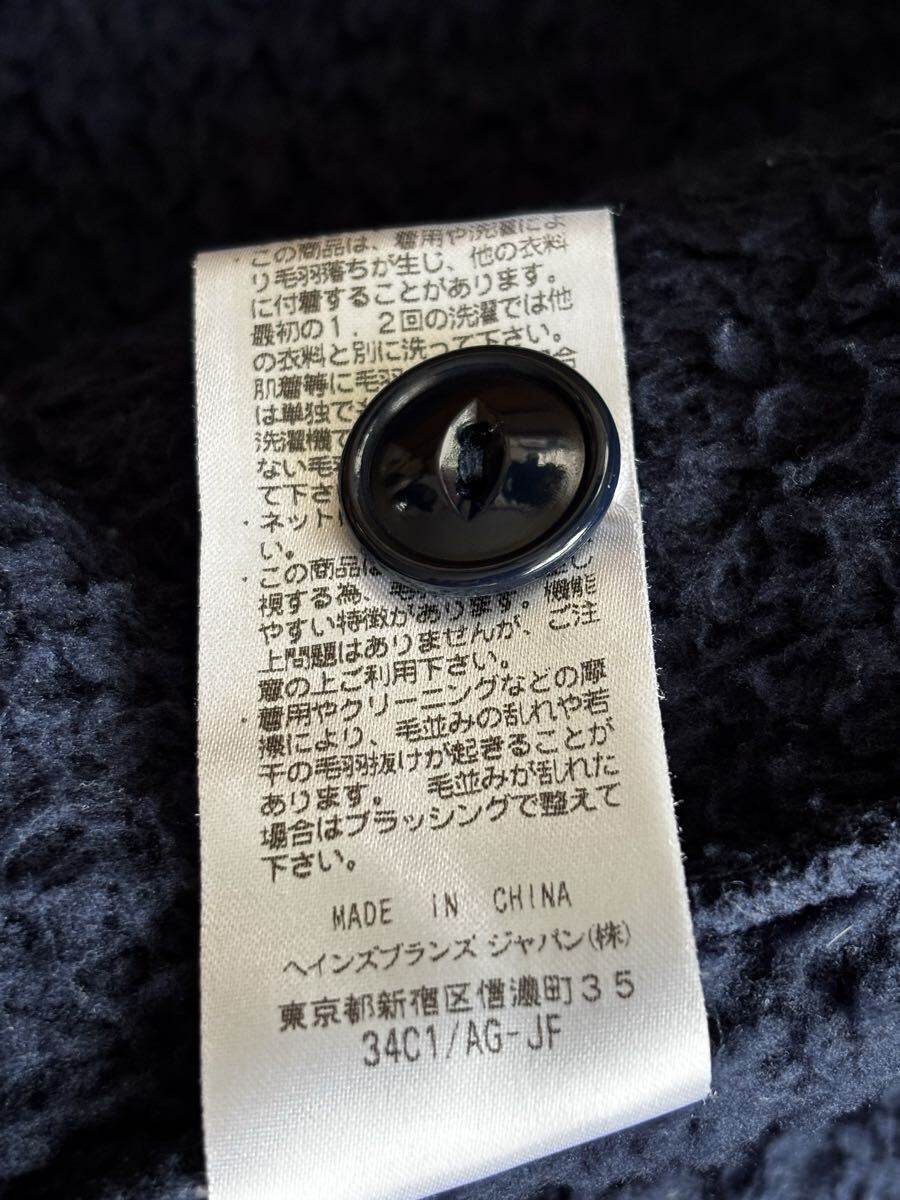 ・この商品は、着用や洗濯によ
り毛羽落ちが生じ、他の衣料
に付着することがあります。
最初の1．2回の洗濯では他
の衣料と別に洗って下さい。
肌着等に毛羽 合
は単独で
洗濯機で
ない毛
て下さ
・ネット
い。
・この商品は
視する為、毛
やすい特徴があります。機能
上問題はありませんが、ご注
意の上ご利用下さい。
・着用やクリーニングなどの摩
擦により、毛並みの乱れや若
干の毛羽抜けが起きることが
あります。 毛並みが乱れた
場合はブラッシングで整えて
下さい。
MADE IN CHINA
ヘインズブランズ ジャパン(株)
東京都新宿区信濃町35
34C1/AG-JF